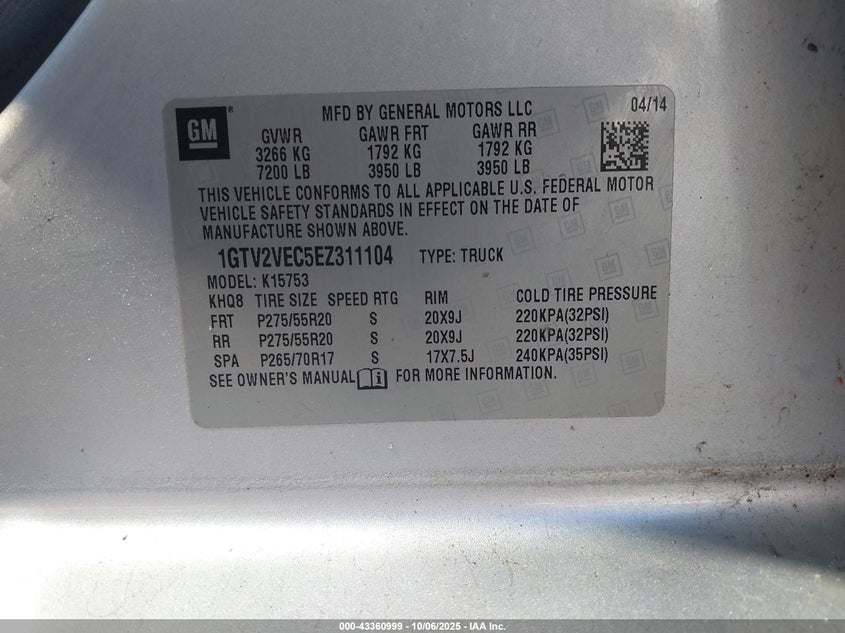 GM®
MFD BY GENERAL MOTORS LLC 04/14
GVWR GAWR FRT GAWR RR
3266 KG 1792 KG 1792 KG
7200 LB 3950 LB 3950 LB
THIS VEHICLE CONFORMS TO ALL APPLICABLE U.S. FEDERAL MOTOR
VEHICLE SAFETY STANDARDS IN EFFECT ON THE DATE OF
MANUFACTURE SHOWN ABOVE.
1GTV2VEC5EZ311104 TYPE: TRUCK
MODEL: K15753
KHQ8 TIRE SIZE SPEED RTG RIM COLD TIRE PRESSURE
FRT P275/55R20 S 20X9J 220KPA(32PSI)
RR P275/55R20 S 20X9J 220KPA(32PSI)
SPA P265/70R17 S 17X7.5J 240KPA(35PSI)
SEE OWNER'S MANUAL FOR MORE INFORMATION.
000-43360999 - 10/06/2025 - IAA Inc.